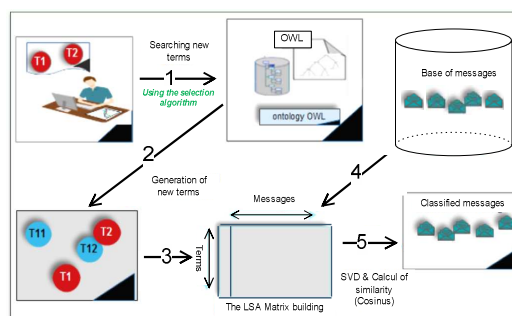 T1
T2
Searching new
terms
1
Using the selection
algorithm
OWL
ontology OWL
Base of messages
2
Generation of
new terms
4
T11
T2
T12
T1
3
Messages
Terms
The LSA Matrix building
5
SVD & Calcul of
similarity
(Cosinus)
Classified messages